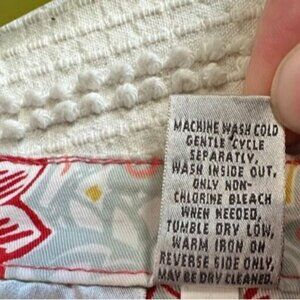 MACHINE WASH COLD
GENTLE CYCLE
SEPARATLY,
WASH INSIDE OUT,
ONLY NON-
CHLORINE BLEACH
WHEN NEEDED,
TUMBLE DRY LOW,
WARM IRON ON
REVERSE SIDE ONLY,
MAY BE DRY CLEANED.